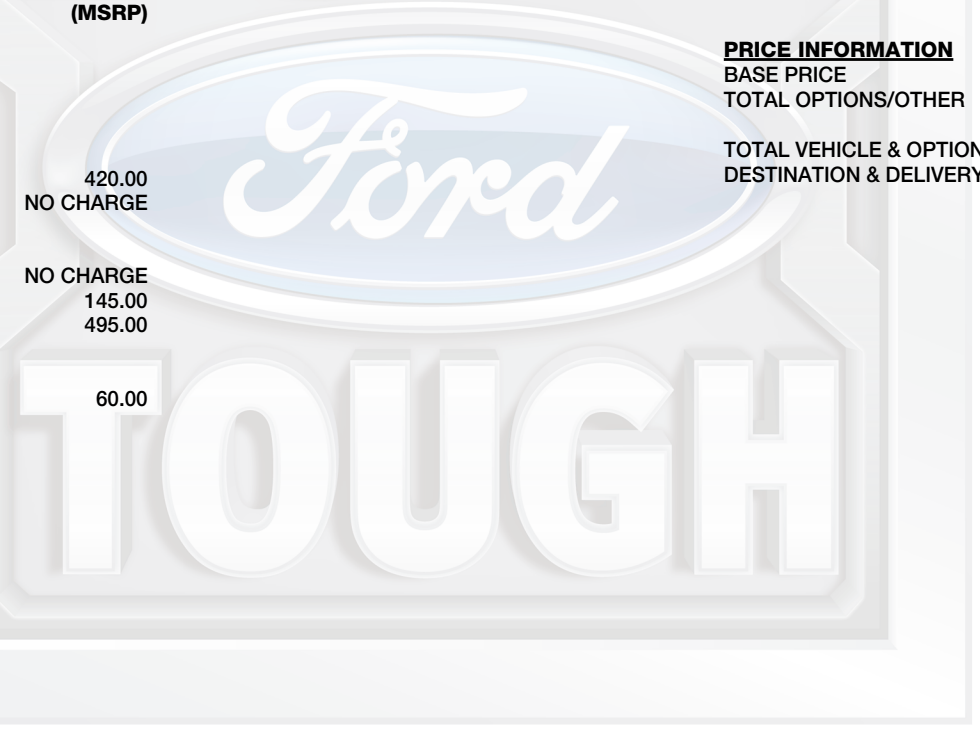 (MSRP)
420.00
NO CHARGE
NO CHARGE
145.00
495.00
60.00
PRICE INFORMATION
BASE PRICE
TOTAL OPTIONS/OTHER
TOTAL VEHICLE & OPTION
DESTINATION & DELIVERY
Ford
TOUGH